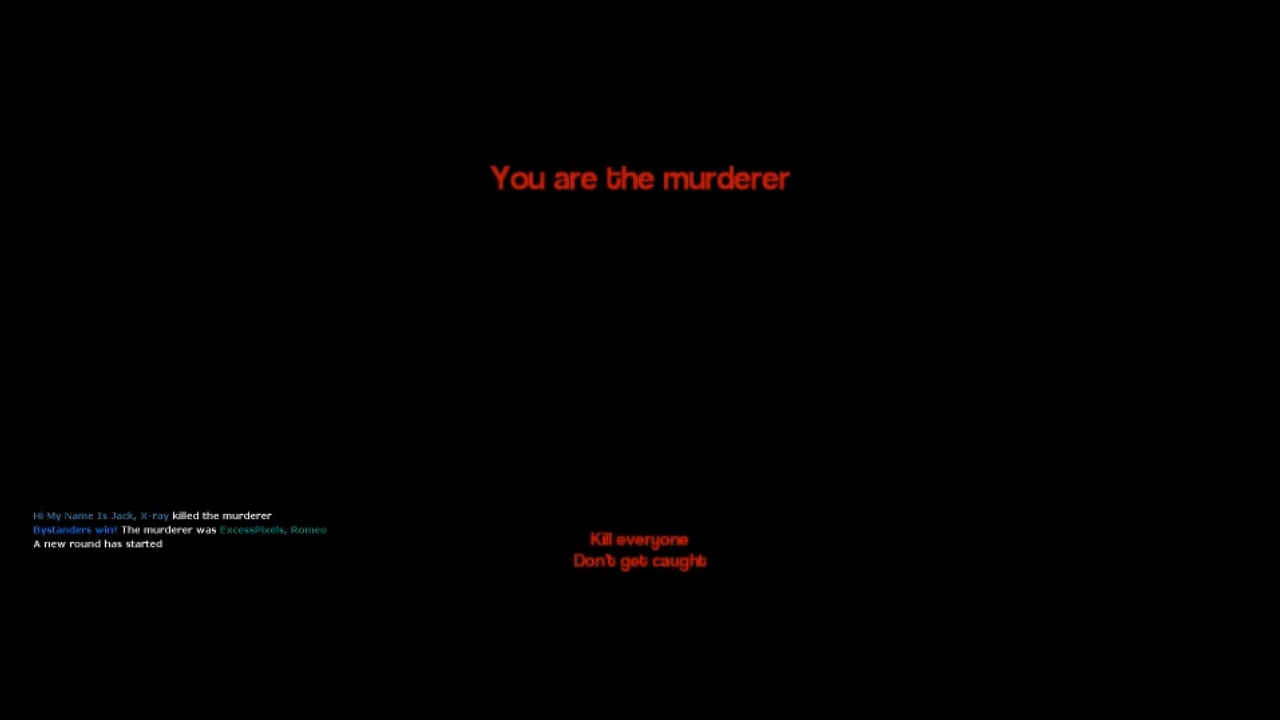 You are the murderer
Hi My Name Is Jack, X-ray killed the murderer
Bystanders win! The murderer was ExcessPixels, Romeo
A new round has started
Kill everyone
Don't get caught